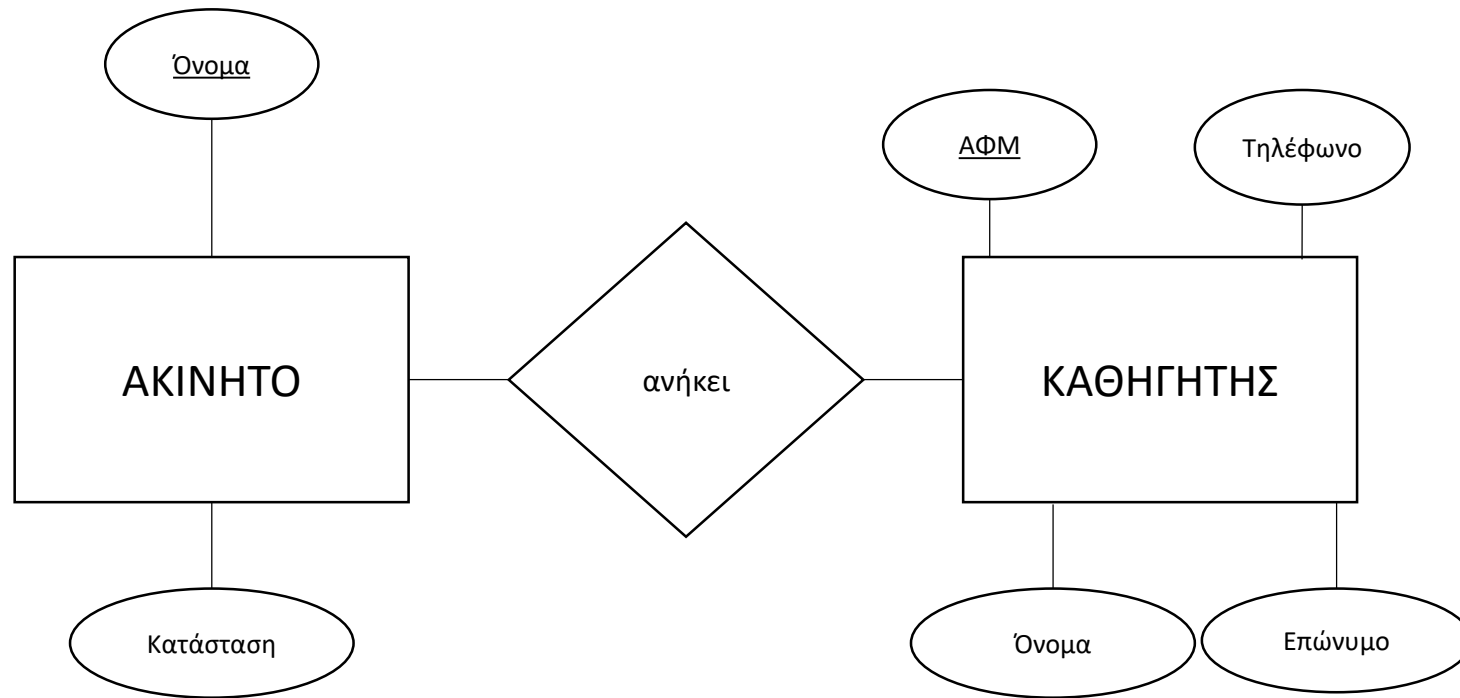 Όνομα
ΑΦΜ
Τηλέφωνο
ΑΚΙΝΗΤΟ
ανήκει
ΚΑΘΗΓΗΤΗΣ
Κατάσταση
Όνομα
Επώνυμο